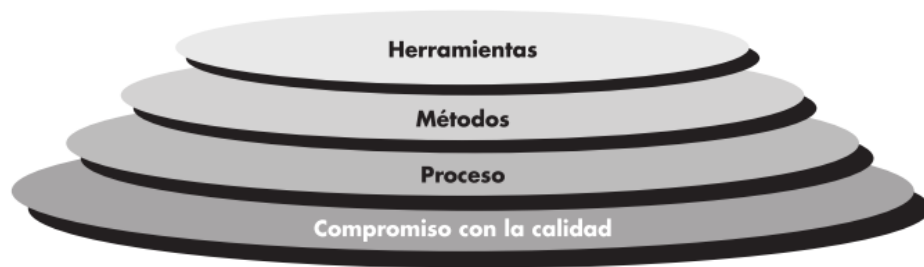 Herramientas
Métodos
Proceso
Compromiso con la calidad